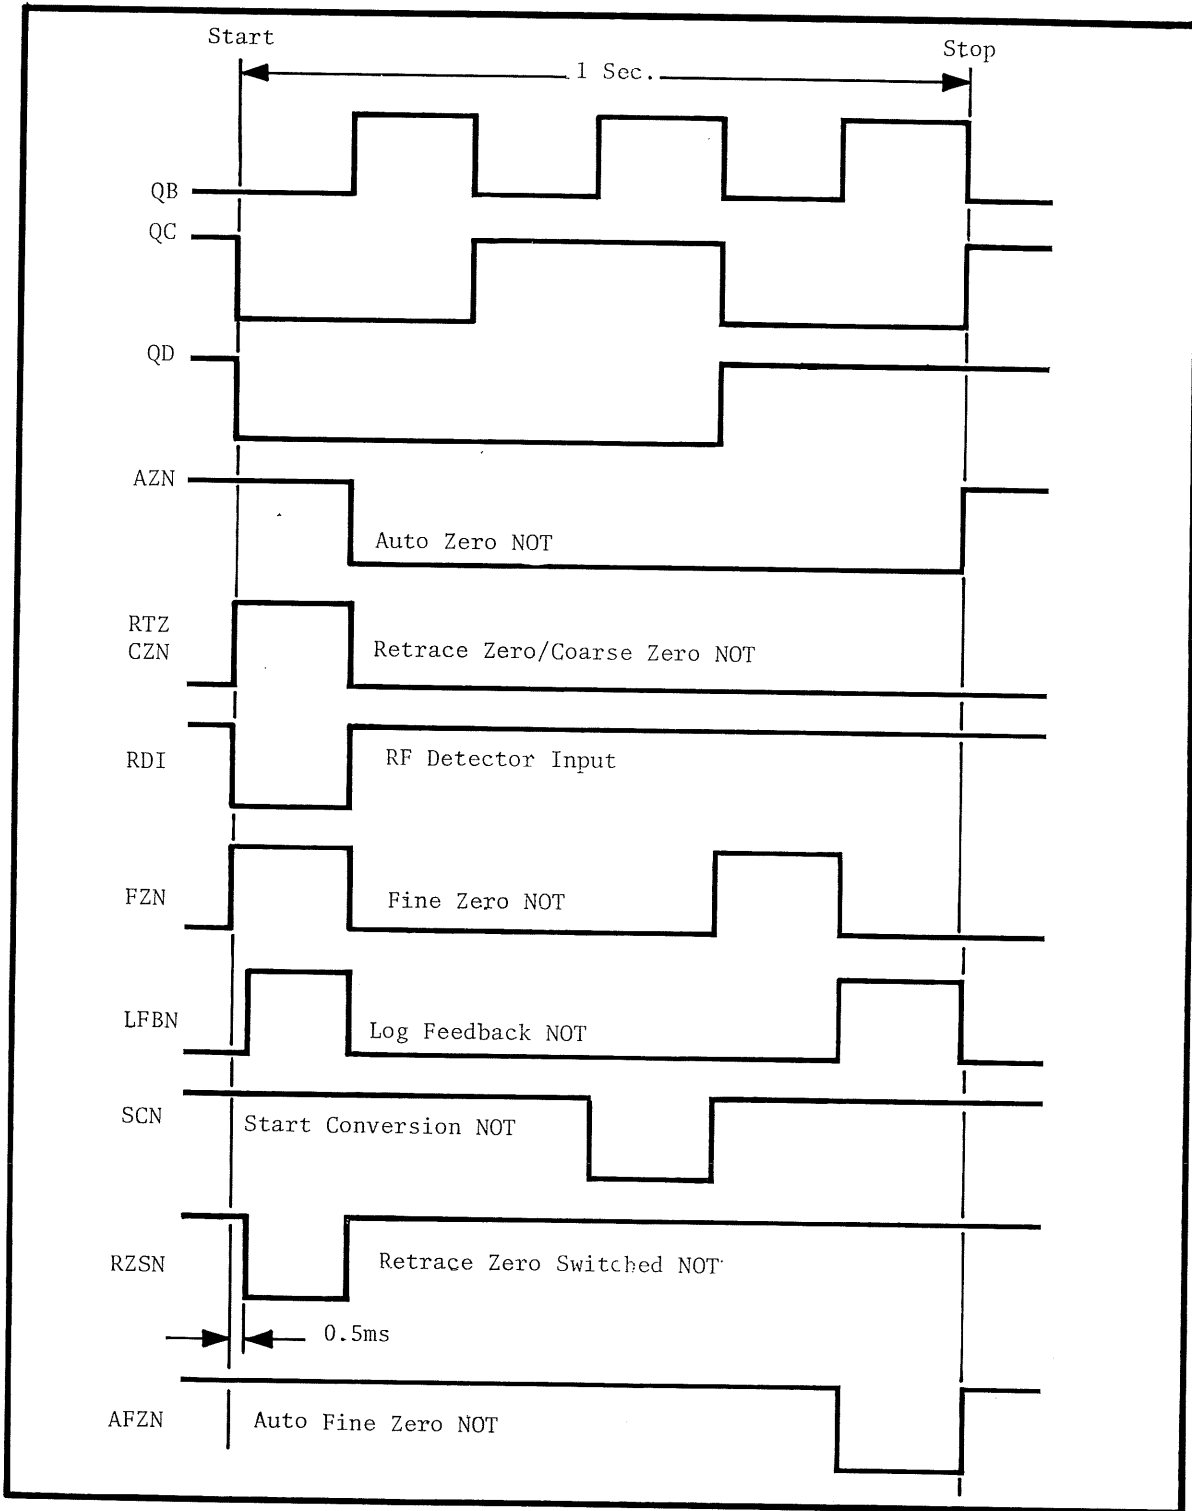 Start
Stop
1 Sec.
QB
QC
QD
AZN
Auto Zero NOT
RTZ
CZN
Retrace Zero/Coarse Zero NOT
RDI
RF Detector Input
FZN
Fine Zero NOT
LFBN
Log Feedback NOT
SCN
Start Conversion NOT
RZSN
Retrace Zero Switched NOT
0.5ms
AFZN
Auto Fine Zero NOT